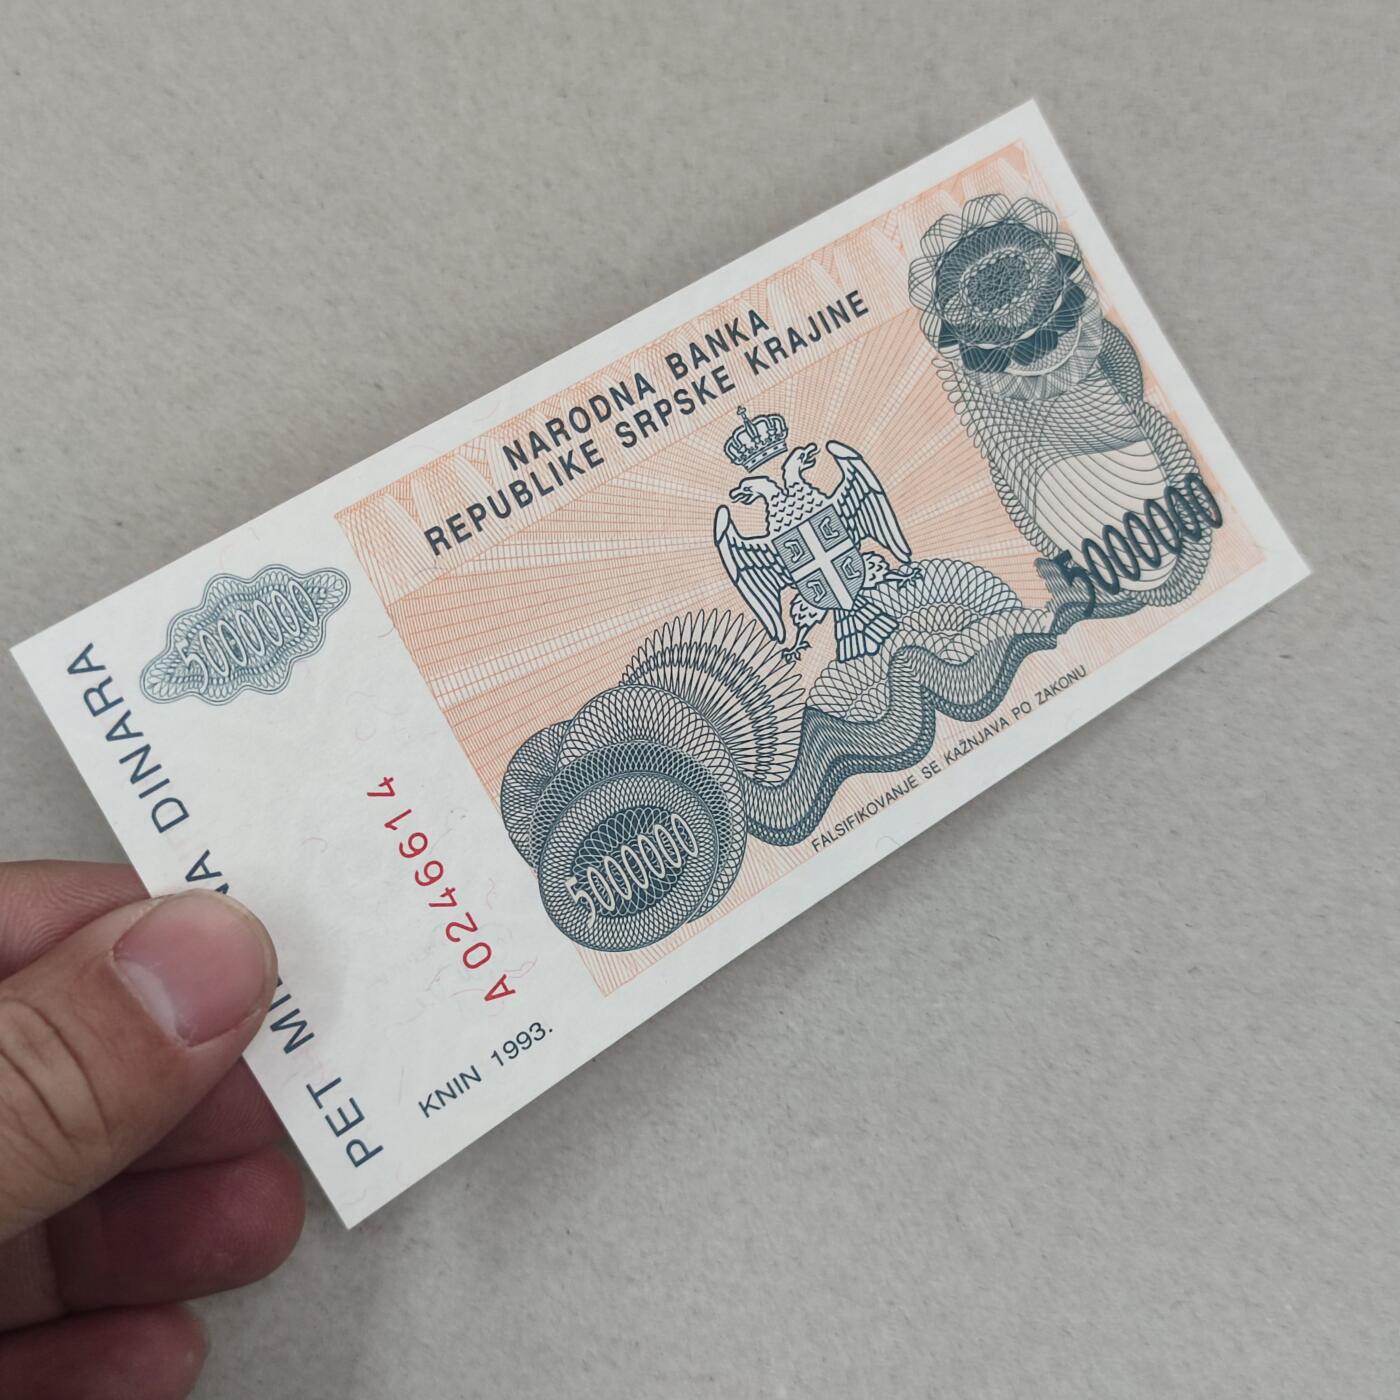 NARODNA BANKA
REPUBLIKE SRPSKE KRAJINE
5000000
5000000
5000000
FALSIFIKOVANJE SE KAŽNJAVA PO ZAKONU
A 0246614
KNIN 1993.
PET DINARA